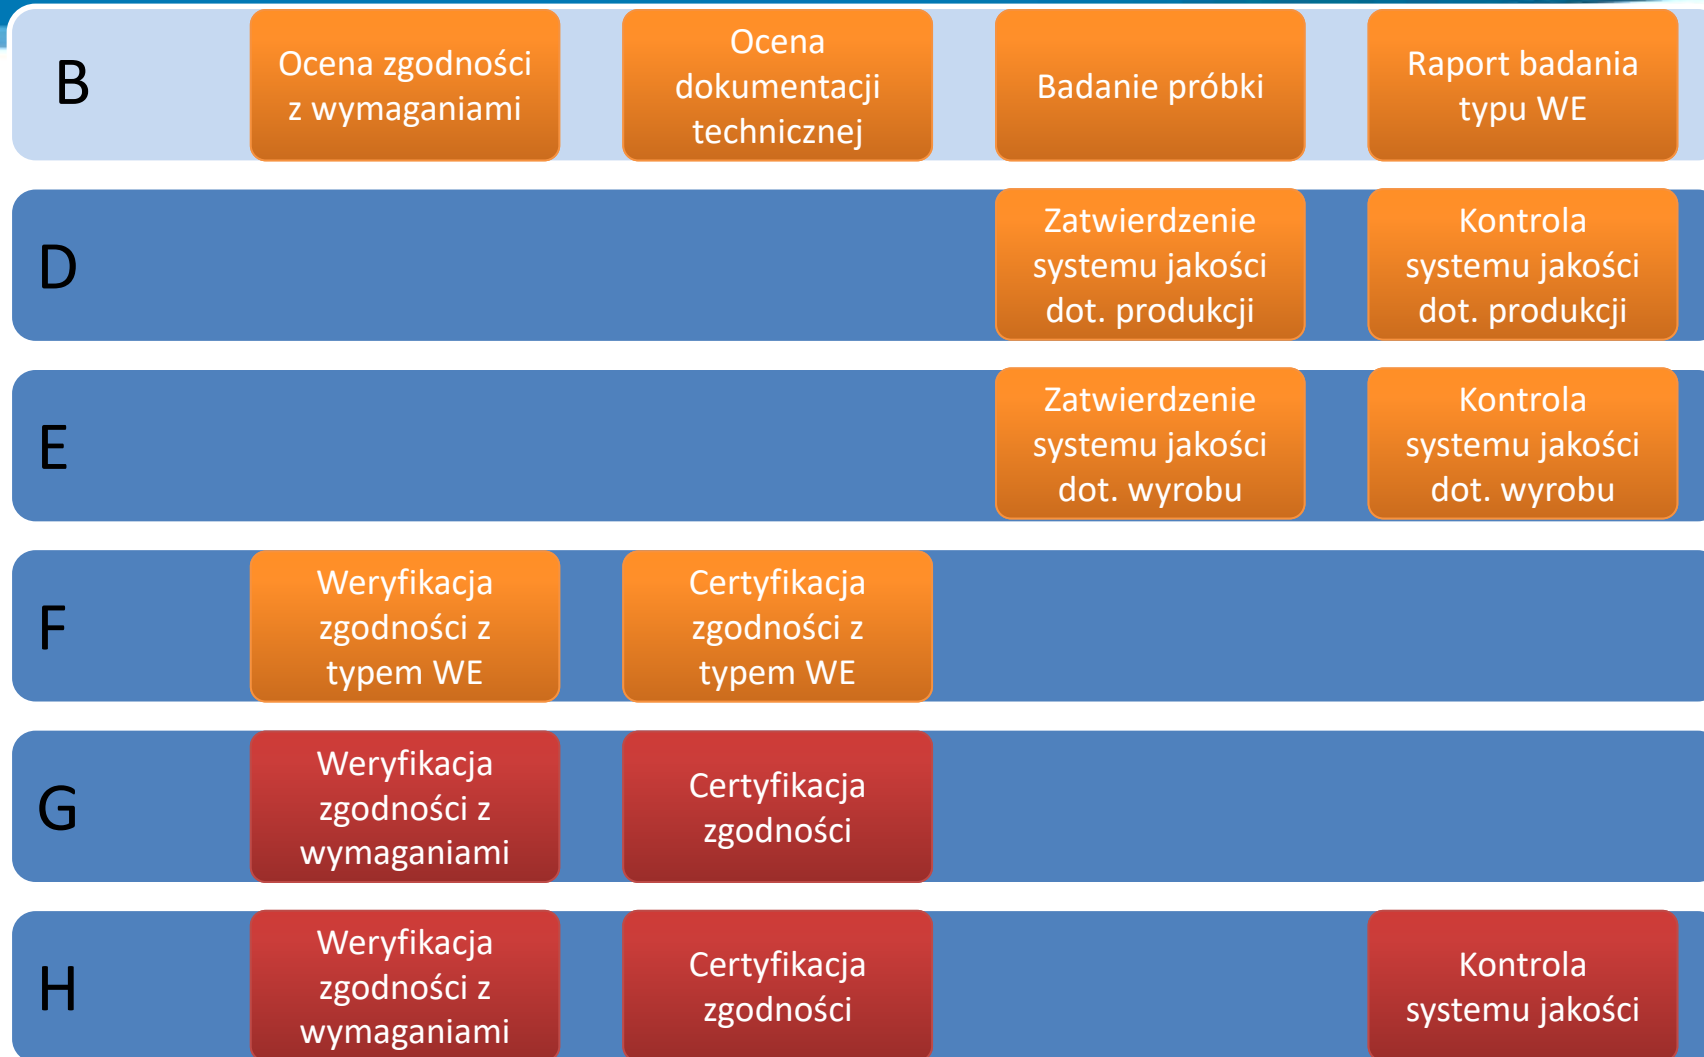 B
Ocena zgodności
z wymaganiami
Ocena
dokumentacji
technicznej
Badanie próbki
Raport badania
typu WE
D
Zatwierdzenie
systemu jakości
dot. produkcji
Kontrola
systemu jakości
dot. produkcji
E
Zatwierdzenie
systemu jakości
dot. wyrobu
Kontrola
systemu jakości
dot. wyrobu
F
Weryfikacja
zgodności z
typem WE
Certyfikacja
zgodności z
typem WE
G
Weryfikacja
zgodności z
wymaganiami
Certyfikacja
zgodności
H
Weryfikacja
zgodności z
wymaganiami
Certyfikacja
zgodności
Kontrola
systemu jakości